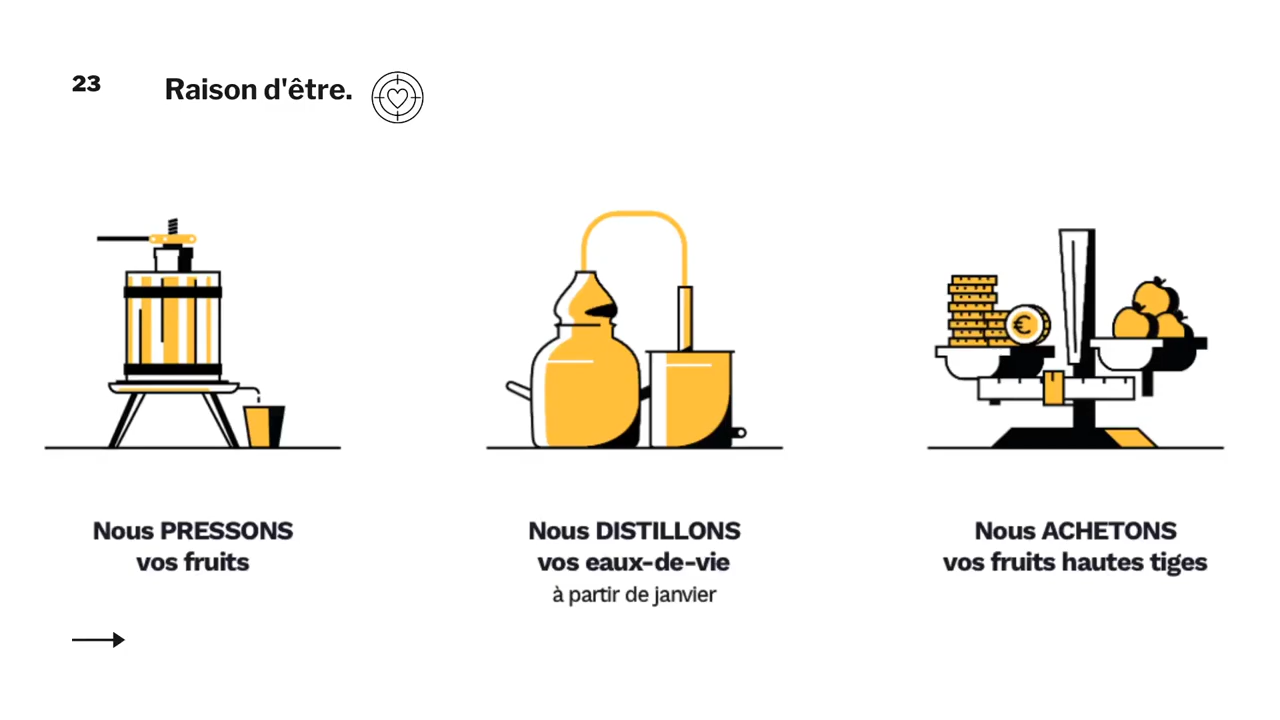 23
Raison d'être.
€
Nous PRESSONS
vos fruits
Nous DISTILLONS
vos eaux-de-vie
à partir de janvier
Nous ACHETONS
vos fruits hautes tiges